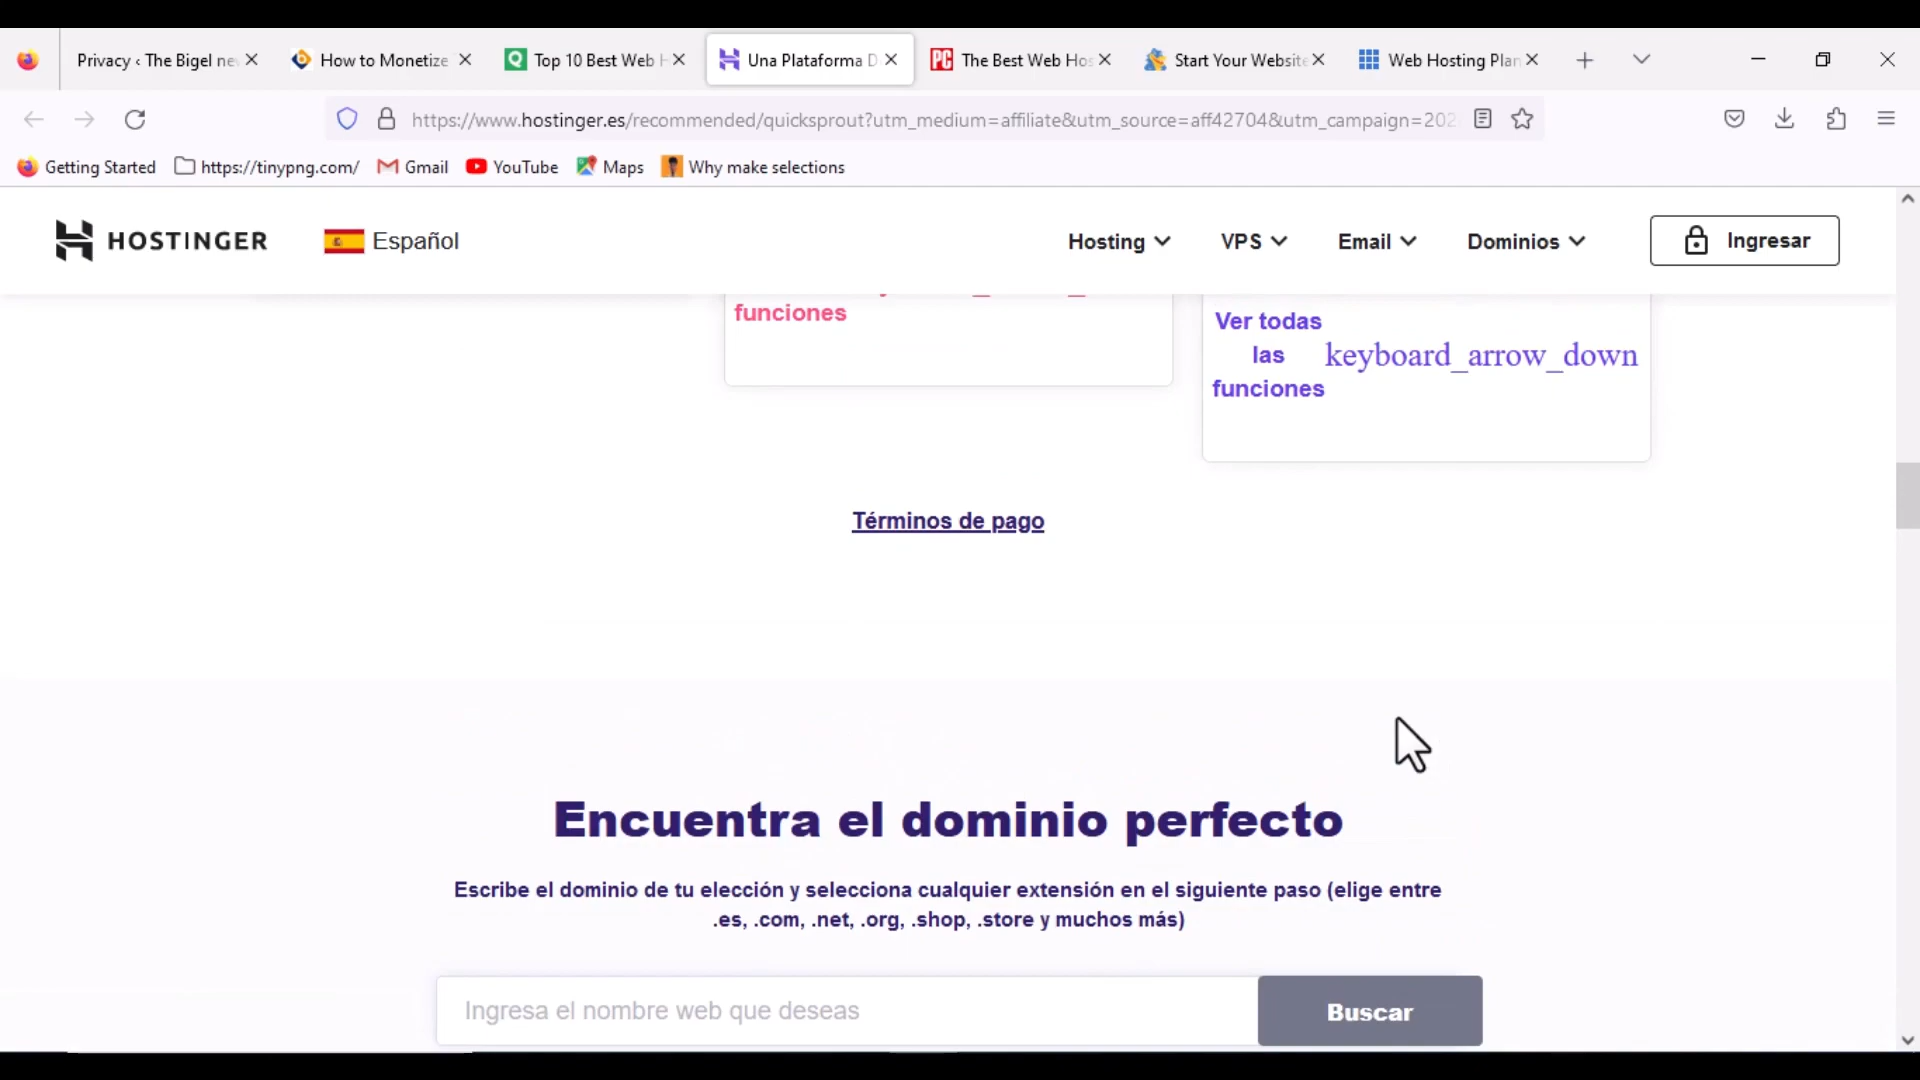 Privacy ‹ The Bigel ne
How to Monetize
Top 10 Best Web H
Una Plataforma D
The Best Web Hos
Start Your Website
Web Hosting Plan
https://www.hostinger.es/recommended/quicksprout?utm_medium=affiliate&utm_source=aff42704&utm_campaign=202
Getting Started
https://tinypng.com/
Gmail
YouTube
Maps
Why make selections
HOSTINGER
Español
Hosting
VPS
Email
Dominios
Ingresar
funciones
Ver todas
las keyboard_arrow_down
funciones
Términos de pago
Encuentra el dominio perfecto
Escribe el dominio de tu elección y selecciona cualquier extensión en el siguiente paso (elige entre
.es, .com, .net, .org, .shop, .store y muchos más)
Ingresa el nombre web que deseas
Buscar